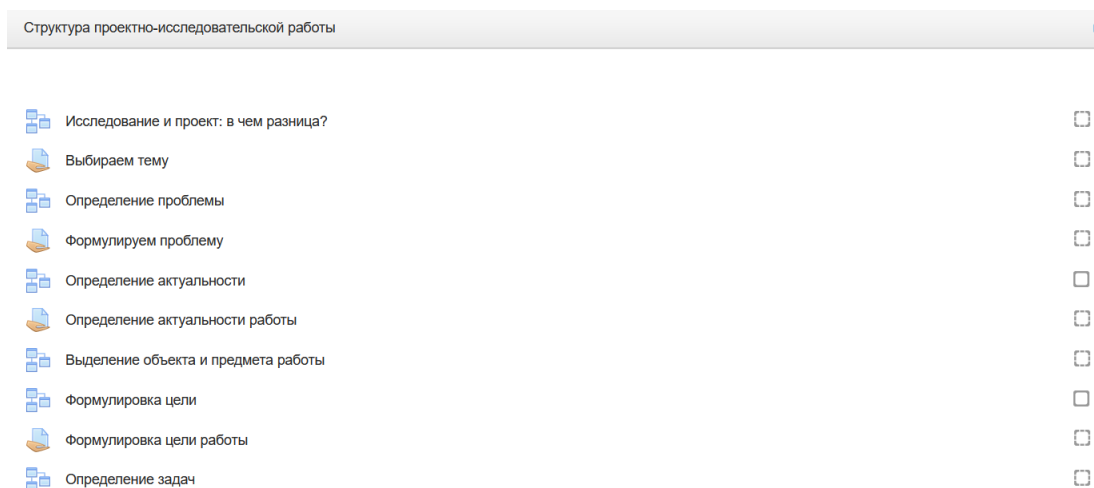 Структура проектно-исследовательской работы
Исследование и проект: в чем разница?
Выбираем тему
Определение проблемы
Формулируем проблему
Определение актуальности
Определение актуальности работы
Выделение объекта и предмета работы
Формулировка цели
Формулировка цели работы
Определение задач